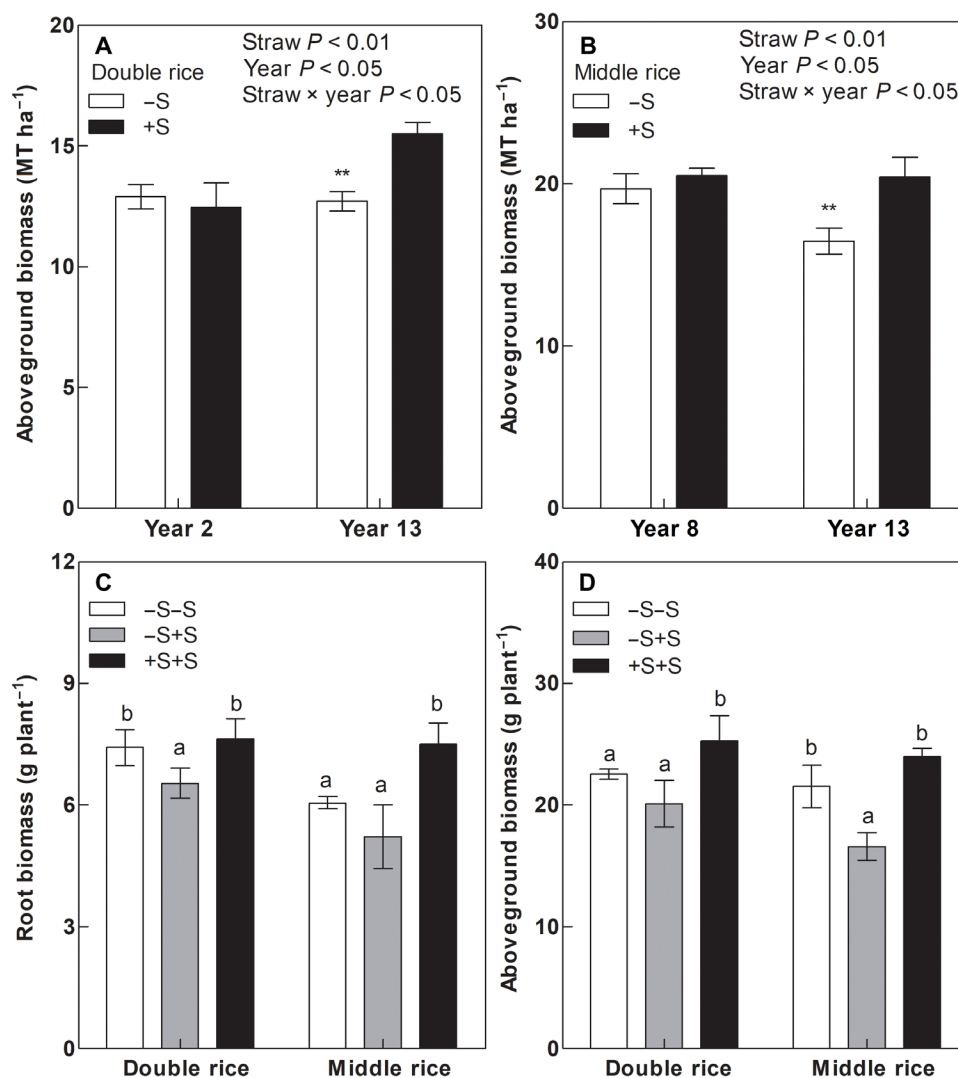 A
Double rice
–S
+S
Straw P < 0.01
Year P < 0.05
Straw × year P < 0.05
**
20
15
10
5
0
Aboveground biomass (MT ha⁻¹)
Year 2
Year 13
B
Middle rice
–S
+S
Straw P < 0.01
Year P < 0.05
Straw × year P < 0.05
**
30
20
10
0
Aboveground biomass (MT ha⁻¹)
Year 8
Year 13
C
–S–S
–S+S
+S+S
b
a
b
a
a
b
12
9
6
3
0
Root biomass (g plant⁻¹)
Double rice
Middle rice
D
–S–S
–S+S
+S+S
a
a
b
b
a
b
40
30
20
10
0
Aboveground biomass (g plant⁻¹)
Double rice
Middle rice